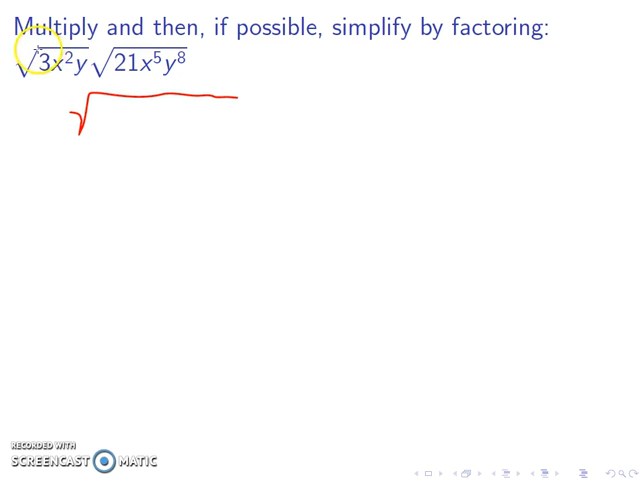 Multiply and then, if possible, simplify by factoring:
√3x²y √21x⁵y⁸
√
RECORDED WITH
SCREENCAST MATIC